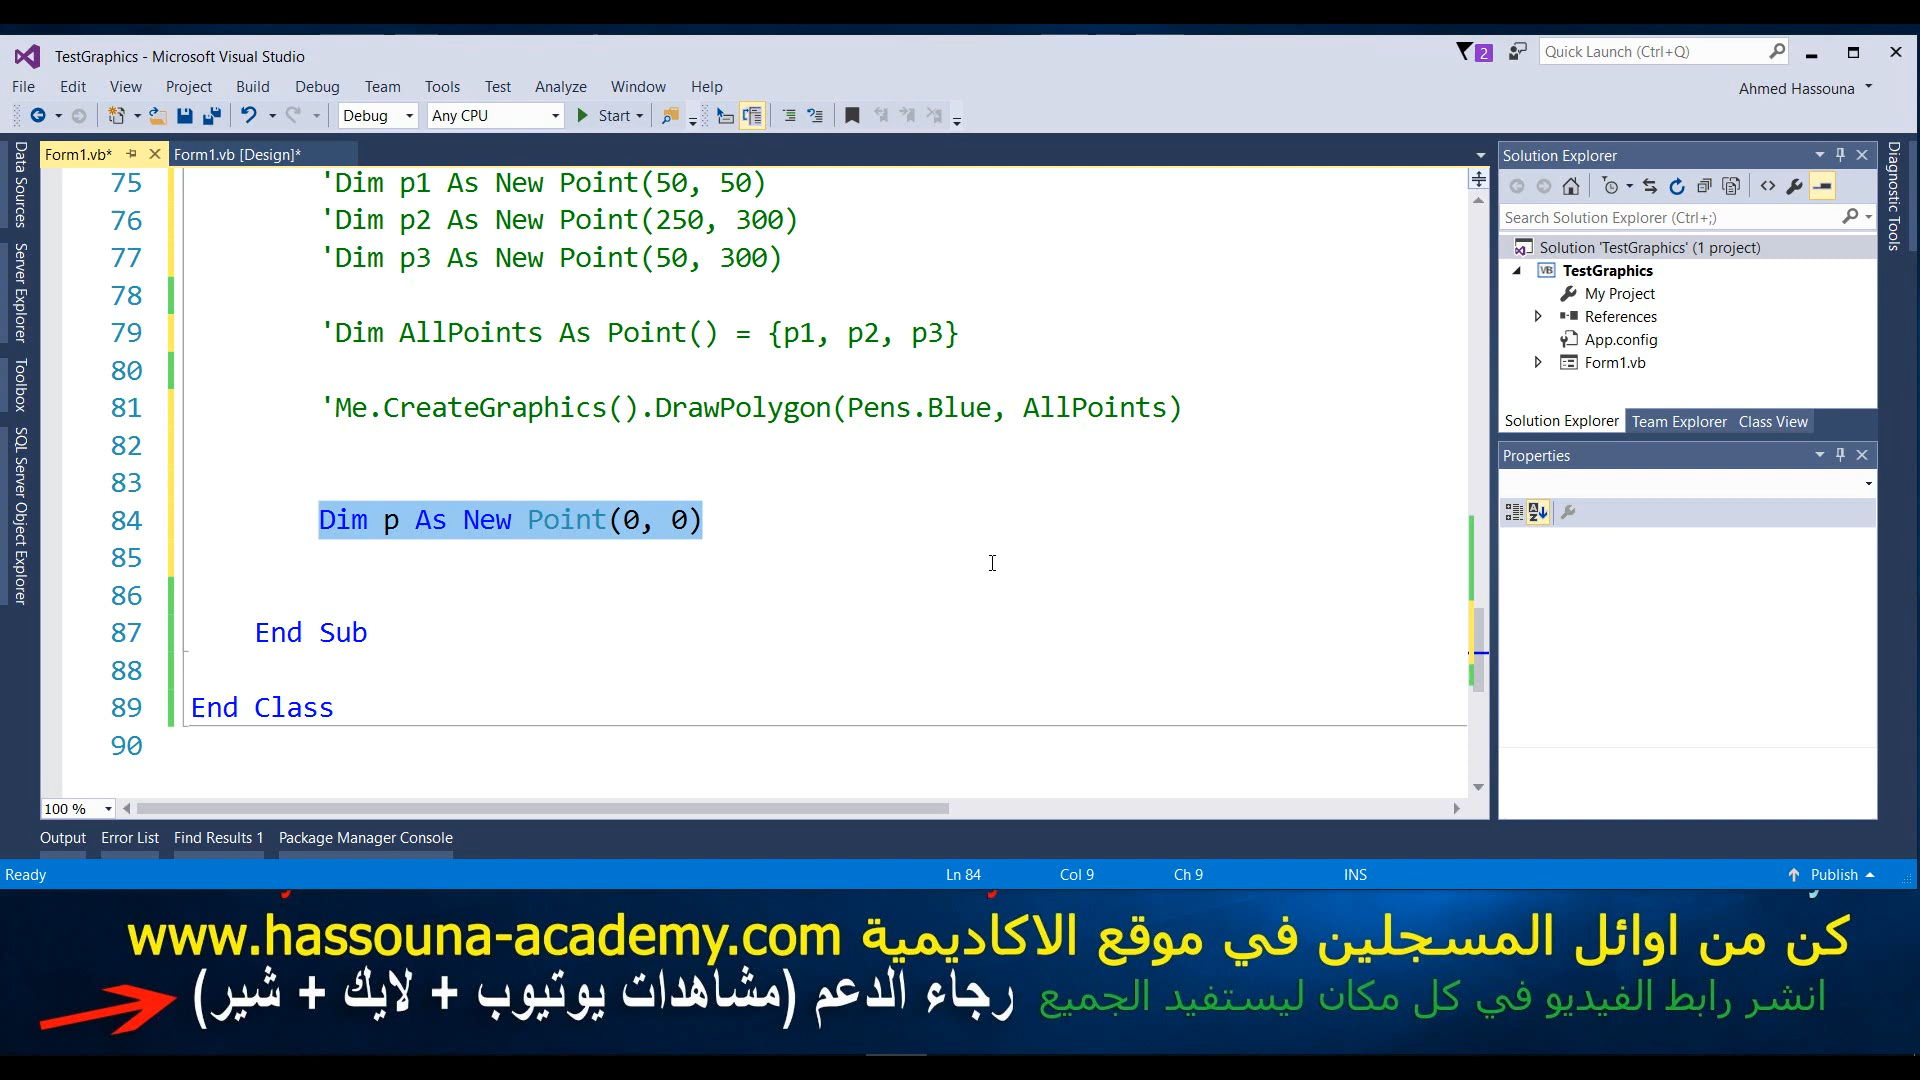 TestGraphics - Microsoft Visual Studio
2
Quick Launch (Ctrl+Q)
File Edit View Project Build Debug Team Tools Test Analyze Window Help
Ahmed Hassouna
Debug Any CPU Start
Data Sources
Server Explorer
Toolbox
SQL Server Object Explorer
Form1.vb* Form1.vb [Design]*
75 'Dim p1 As New Point(50, 50)
76 'Dim p2 As New Point(250, 300)
77 'Dim p3 As New Point(50, 300)
78
79 'Dim AllPoints As Point() = {p1, p2, p3}
80
81 'Me.CreateGraphics().DrawPolygon(Pens.Blue, AllPoints)
82
83
84 Dim p As New Point(0, 0)
85
86
87 End Sub
88
89 End Class
90
100 %
Solution Explorer
Search Solution Explorer (Ctrl+;)
Solution 'TestGraphics' (1 project)
VB TestGraphics
My Project
References
App.config
Form1.vb
Solution Explorer Team Explorer Class View
Properties
Diagnostic Tools
Output Error List Find Results 1 Package Manager Console
Ready Ln 84 Col 9 Ch 9 INS Publish
كن من اوائل المسجلين في موقع الاكاديمية www.hassouna-academy.com
انشر رابط الفيديو في كل مكان ليستفيد الجميع رجاء الدعم (مشاهدات يوتيوب + لايك + شير)